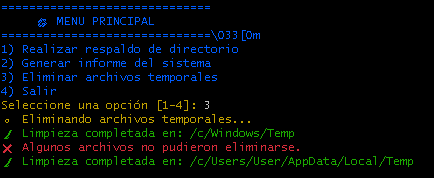 ==============================
MENU PRINCIPAL
==============================\033[0m
1) Realizar respaldo de directorio
2) Generar informe del sistema
3) Eliminar archivos temporales
4) Salir
Seleccione una opción [1-4]: 3
Eliminando archivos temporales...
Limpieza completada en: /c/Windows/Temp
Algunos archivos no pudieron eliminarse.
Limpieza completada en: /c/Users/User/AppData/Local/Temp